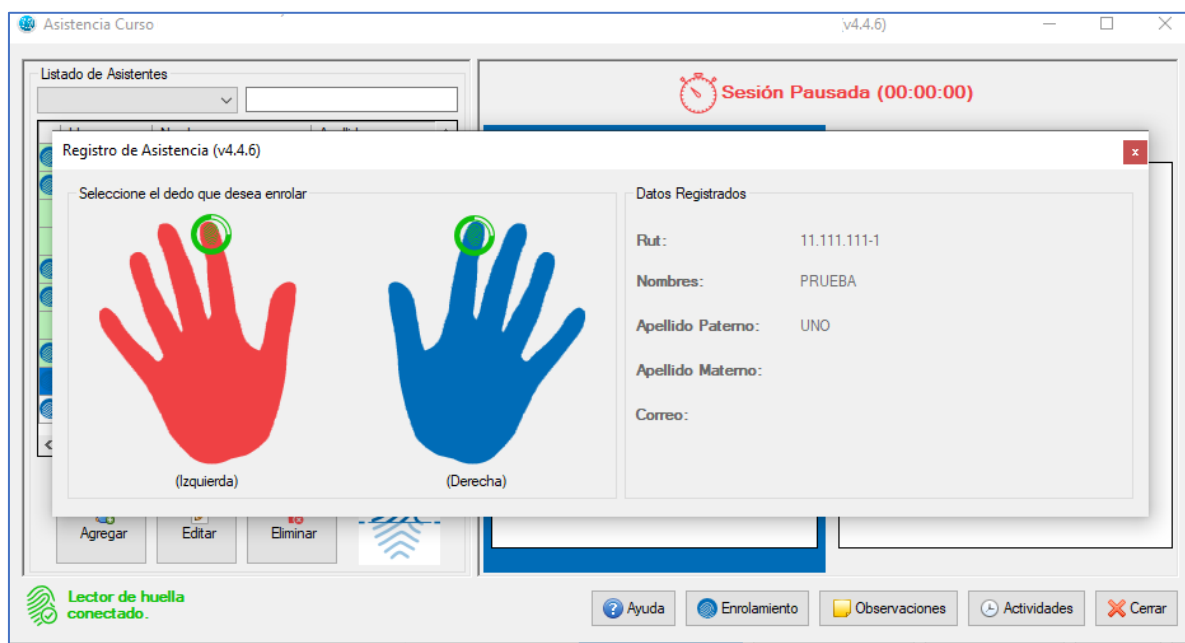 Asistencia Curso
(v4.4.6)
Listado de Asistentes
Sesión Pausada (00:00:00)
Registro de Asistencia (v4.4.6)
Seleccione el dedo que desea enrolar
(Izquierda)
(Derecha)
Datos Registrados
Rut: 11.111.111-1
Nombres: PRUEBA
Apellido Paterno: UNO
Apellido Materno:
Correo:
Agregar
Editar
Eliminar
Lector de huella
conectado.
Ayuda
Enrolamiento
Observaciones
Actividades
Cerrar